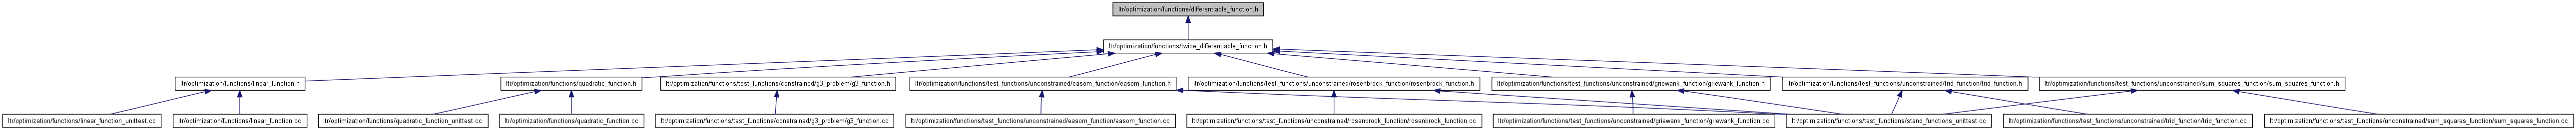 ltr/optimization/functions/differentiable_function.h
ltr/optimization/functions/twice_differentiable_function.h
ltr/optimization/functions/linear_function.h
ltr/optimization/functions/quadratic_function.h
ltr/optimization/functions/test_functions/constrained/g3_problem/g3_function.h
ltr/optimization/functions/test_functions/unconstrained/easom_function/easom_function.h
ltr/optimization/functions/test_functions/unconstrained/rosenbrock_function/rosenbrock_function.h
ltr/optimization/functions/test_functions/unconstrained/griewangk_function/griewangk_function.h
ltr/optimization/functions/test_functions/unconstrained/trid_function/trid_function.h
ltr/optimization/functions/test_functions/unconstrained/sum_squares_function/sum_squares_function.h
ltr/optimization/functions/linear_function_unittest.cc
ltr/optimization/functions/linear_function.cc
ltr/optimization/functions/quadratic_function_unittest.cc
ltr/optimization/functions/quadratic_function.cc
ltr/optimization/functions/test_functions/constrained/g3_problem/g3_function.cc
ltr/optimization/functions/test_functions/unconstrained/easom_function/easom_function.cc
ltr/optimization/functions/test_functions/unconstrained/rosenbrock_function/rosenbrock_function.cc
ltr/optimization/functions/test_functions/unconstrained/griewangk_function/griewangk_function.cc
ltr/optimization/functions/test_functions/stand_functions_unittest.cc
ltr/optimization/functions/test_functions/unconstrained/trid_function/trid_function.cc
ltr/optimization/functions/test_functions/unconstrained/sum_squares_function/sum_squares_function.cc